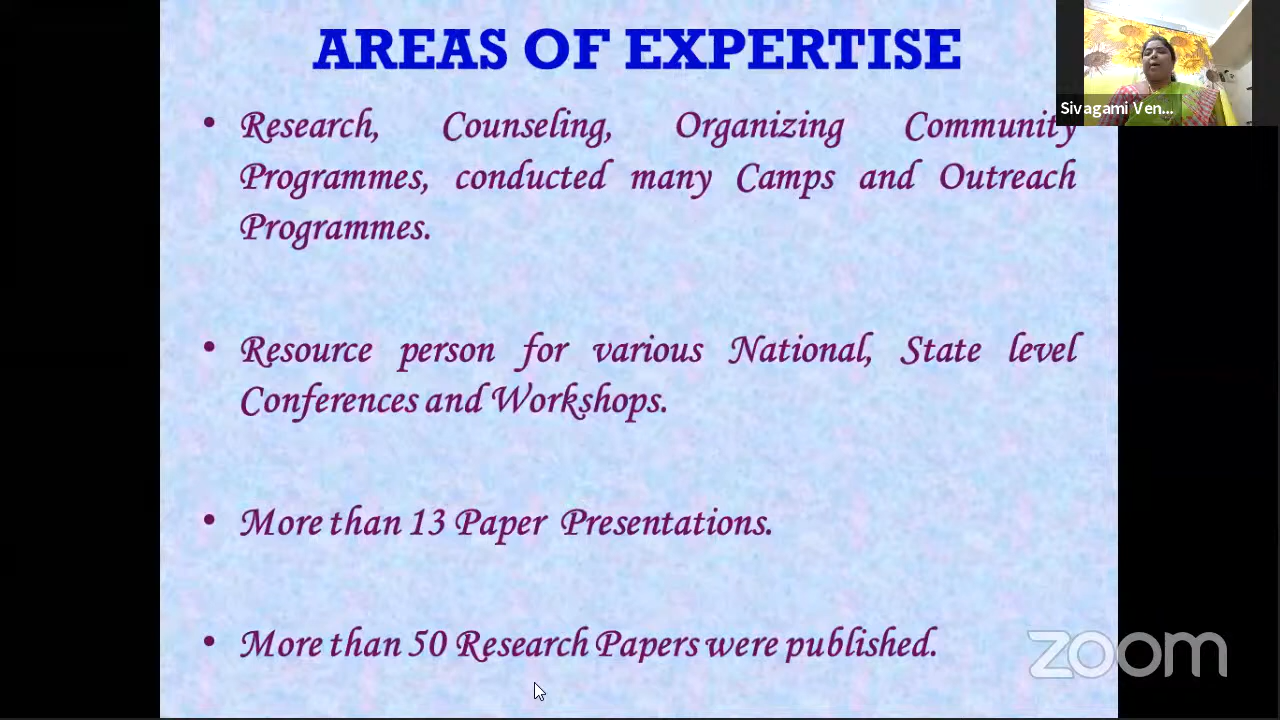 AREAS OF EXPERTISE
Sivagami Ven...
• Research, Counseling, Organizing Community
Programmes, conducted many Camps and Outreach
Programmes.
• Resource person for various National, State level
Conferences and Workshops.
• More than 13 Paper Presentations.
• More than 50 Research Papers were published.
zoom